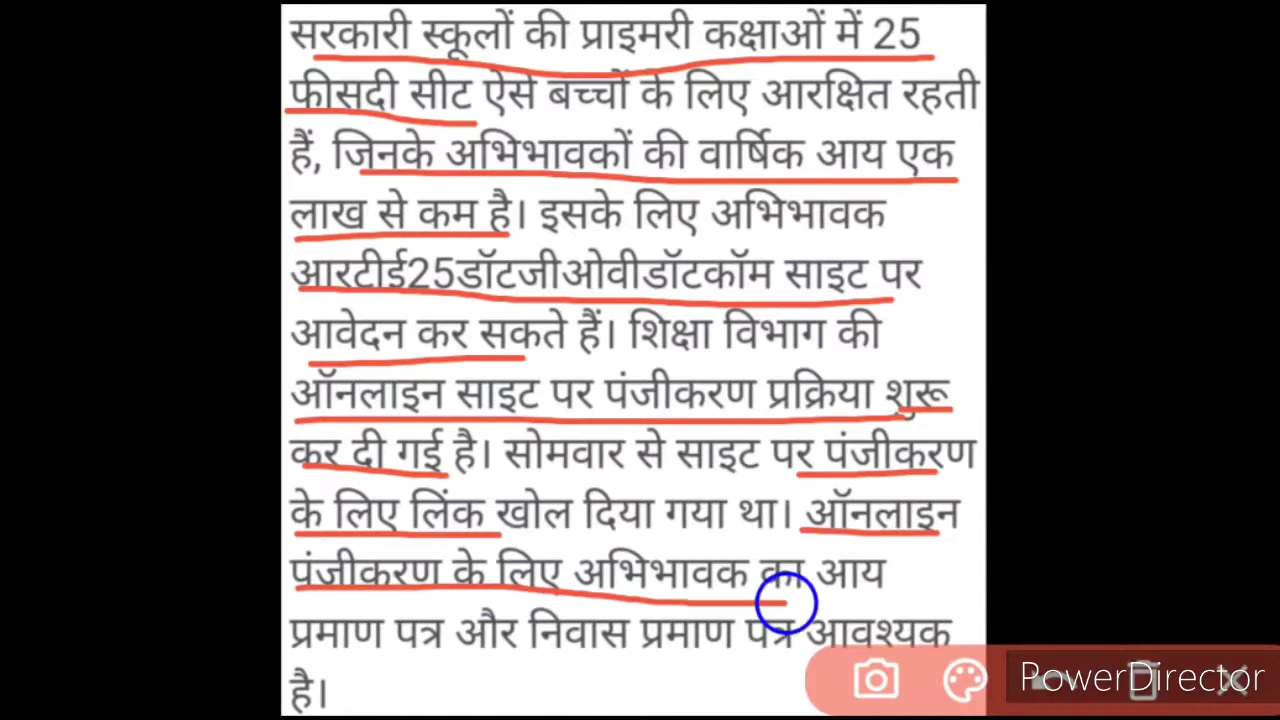 सरकारी स्कूलों की प्राइमरी कक्षाओं में 25
फीसदी सीट ऐसे बच्चों के लिए आरक्षित रहती
हैं, जिनके अभिभावकों की वार्षिक आय एक
लाख से कम है। इसके लिए अभिभावक
आरटीई25डॉटजीओवीडॉटकॉम साइट पर
आवेदन कर सकते हैं। शिक्षा विभाग की
ऑनलाइन साइट पर पंजीकरण प्रक्रिया शुरू
कर दी गई है। सोमवार से साइट पर पंजीकरण
के लिए लिंक खोल दिया गया था। ऑनलाइन
पंजीकरण के लिए अभिभावक का आय
प्रमाण पत्र और निवास प्रमाण पत्र आवश्यक
है।
PowerDirector